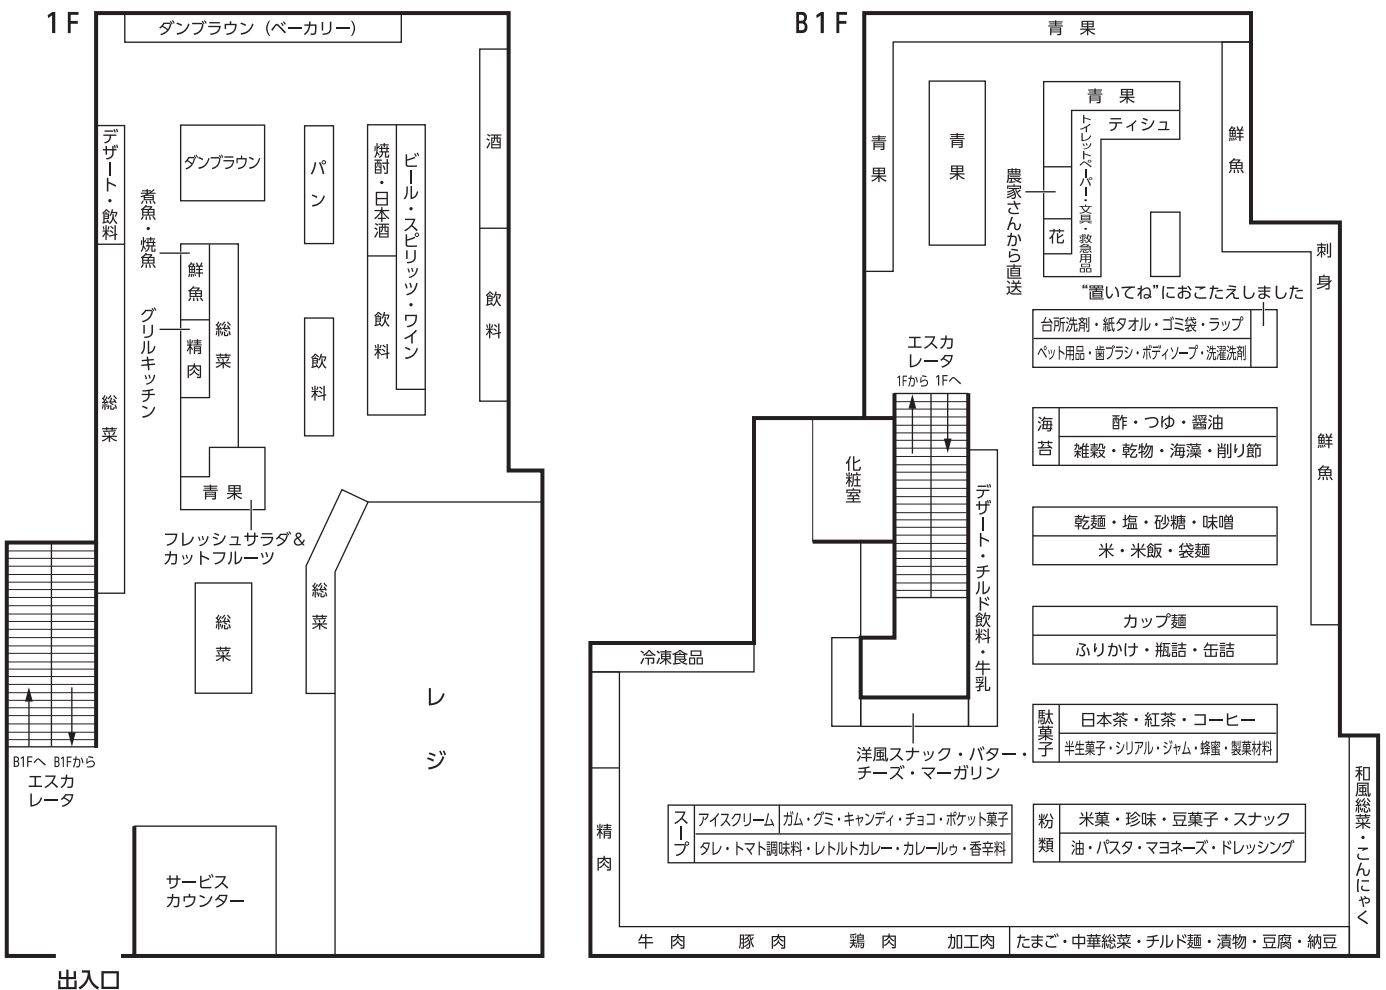 1F
ダンブラウン（ベーカリー）
デザート・飲料
ダンブラウン
パン
焼酎・日本酒
ビール・スピリッツ・ワイン
酒
煮魚・焼魚
鮮魚
総菜
飲料
飲料
飲料
グリルキッチン
精肉
総菜
青果
フレッシュサラダ＆
カットフルーツ
総菜
総菜
レジ
B1Fへ B1Fから
エスカ
レータ
サービス
カウンター
出入口
B1F
青果
青果
青果
青果
ティシュ
トイレットペーパー・文具・救急用品
鮮魚
農家さんから直送
花
刺身
“置いてね”におこたえしました
台所洗剤・紙タオル・ゴミ袋・ラップ
ペット用品・歯ブラシ・ボディソープ・洗濯洗剤
エスカ
レータ
1Fから 1Fへ
海苔
酢・つゆ・醤油
雑穀・乾物・海藻・削り節
鮮魚
化粧室
デザート・チルド飲料・牛乳
乾麺・塩・砂糖・味噌
米・米飯・袋麺
カップ麺
ふりかけ・瓶詰・缶詰
冷凍食品
駄菓子
日本茶・紅茶・コーヒー
半生菓子・シリアル・ジャム・蜂蜜・製菓材料
洋風スナック・バター・
チーズ・マーガリン
和風総菜・こんにゃく
精肉
スープ
アイスクリーム
ガム・グミ・キャンディ・チョコ・ポケット菓子
タレ・トマト調味料・レトルトカレー・カレールゥ・香辛料
粉類
米菓・珍味・豆菓子・スナック
油・パスタ・マヨネーズ・ドレッシング
牛肉
豚肉
鶏肉
加工肉
たまご・中華総菜・チルド麺・漬物・豆腐・納豆